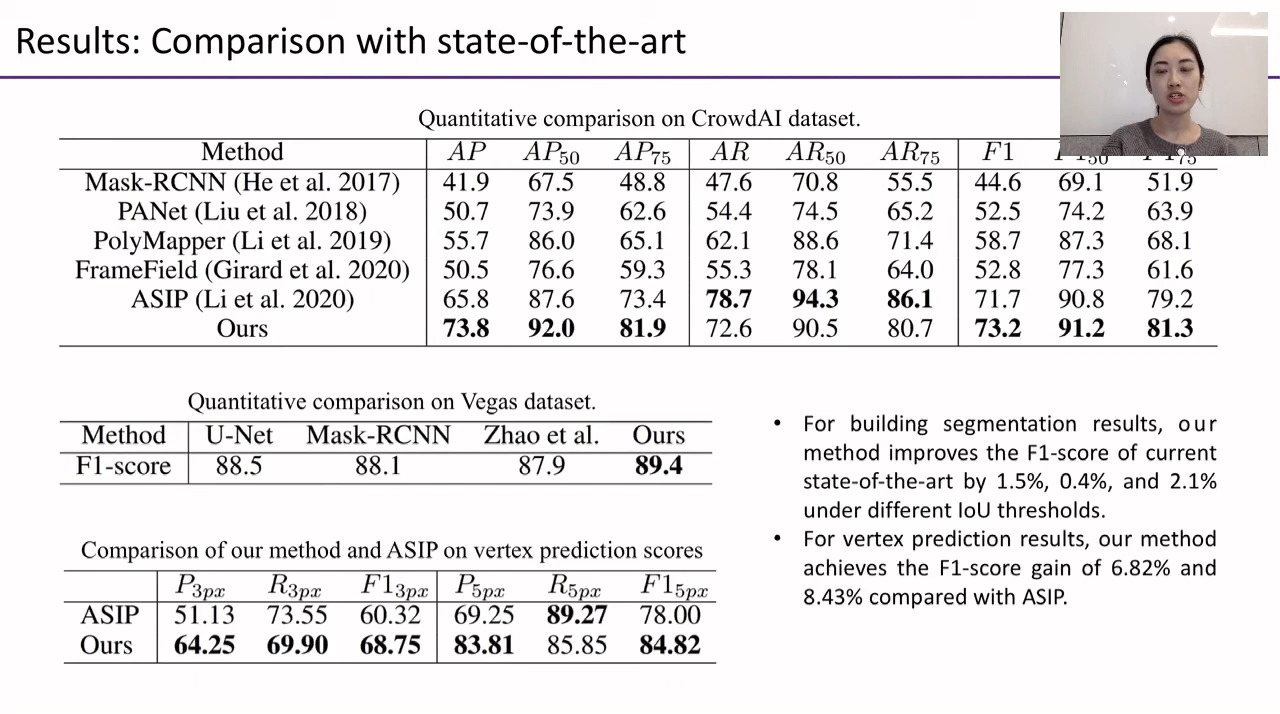 Results: Comparison with state-of-the-art
Quantitative comparison on CrowdAI dataset.
Method AP AP50 AP75 AR AR50 AR75 F1
Mask-RCNN (He et al. 2017) 41.9 67.5 48.8 47.6 70.8 55.5 44.6 69.1 51.9
PANet (Liu et al. 2018) 50.7 73.9 62.6 54.4 74.5 65.2 52.5 74.2 63.9
PolyMapper (Li et al. 2019) 55.7 86.0 65.1 62.1 88.6 71.4 58.7 87.3 68.1
FrameField (Girard et al. 2020) 50.5 76.6 59.3 55.3 78.1 64.0 52.8 77.3 61.6
ASIP (Li et al. 2020) 65.8 87.6 73.4 78.7 94.3 86.1 71.7 90.8 79.2
Ours 73.8 92.0 81.9 72.6 90.5 80.7 73.2 91.2 81.3
Quantitative comparison on Vegas dataset.
Method U-Net Mask-RCNN Zhao et al. Ours
F1-score 88.5 88.1 87.9 89.4
Comparison of our method and ASIP on vertex prediction scores
P3px R3px F13px P5px R5px F15px
ASIP 51.13 73.55 60.32 69.25 89.27 78.00
Ours 64.25 69.90 68.75 83.81 85.85 84.82
• For building segmentation results, our
method improves the F1-score of current
state-of-the-art by 1.5%, 0.4%, and 2.1%
under different IoU thresholds.
• For vertex prediction results, our method
achieves the F1-score gain of 6.82% and
8.43% compared with ASIP.